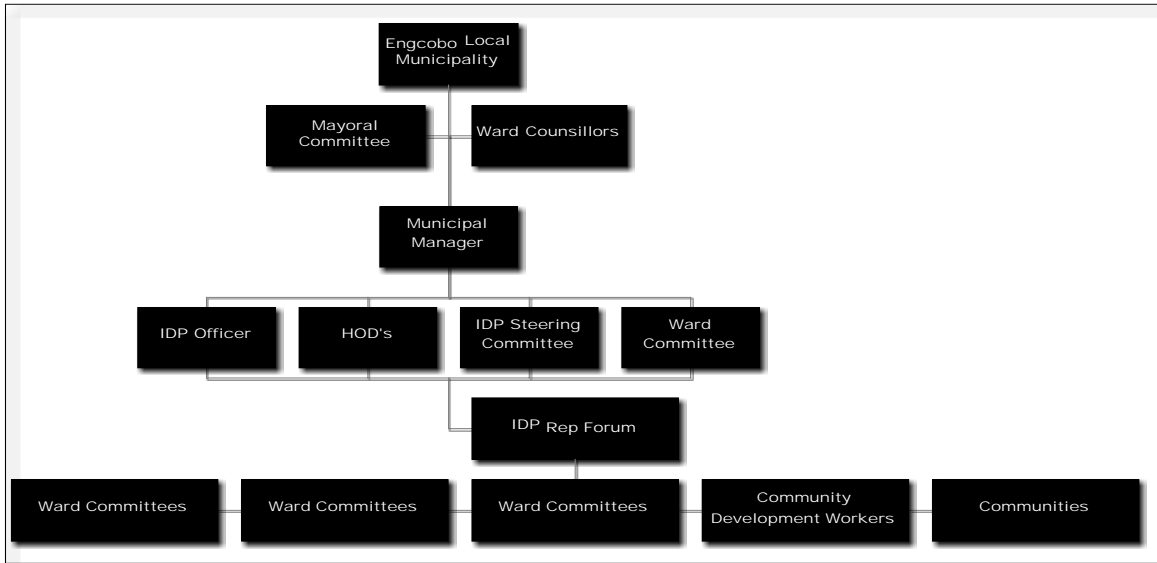 Engcobo Local
Municipality
Mayoral
Committee
Ward Counsillors
Municipal
Manager
IDP Officer
HOD's
IDP Steering
Committee
Ward
Committee
IDP Rep Forum
Ward Committees
Ward Committees
Ward Committees
Community
Development Workers
Communities